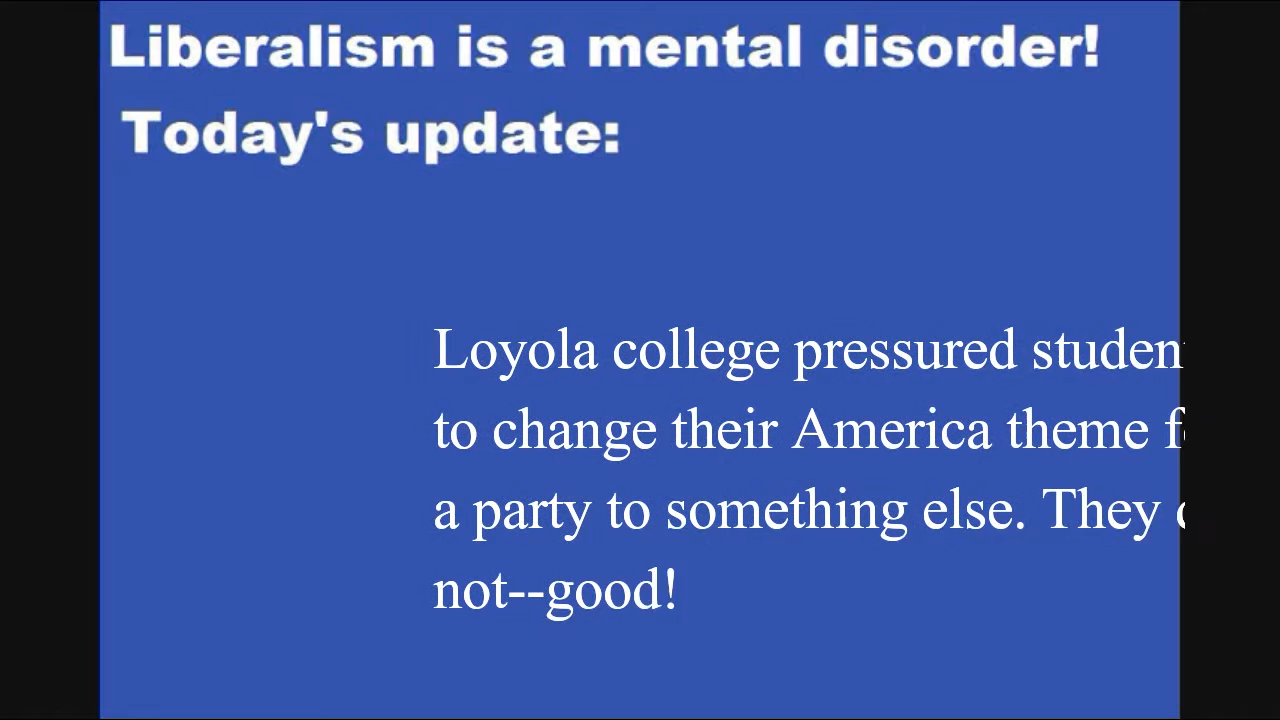 Liberalism is a mental disorder!
Today's update:
Loyola college pressured
to change their America theme
a party to something else. They
not--good!